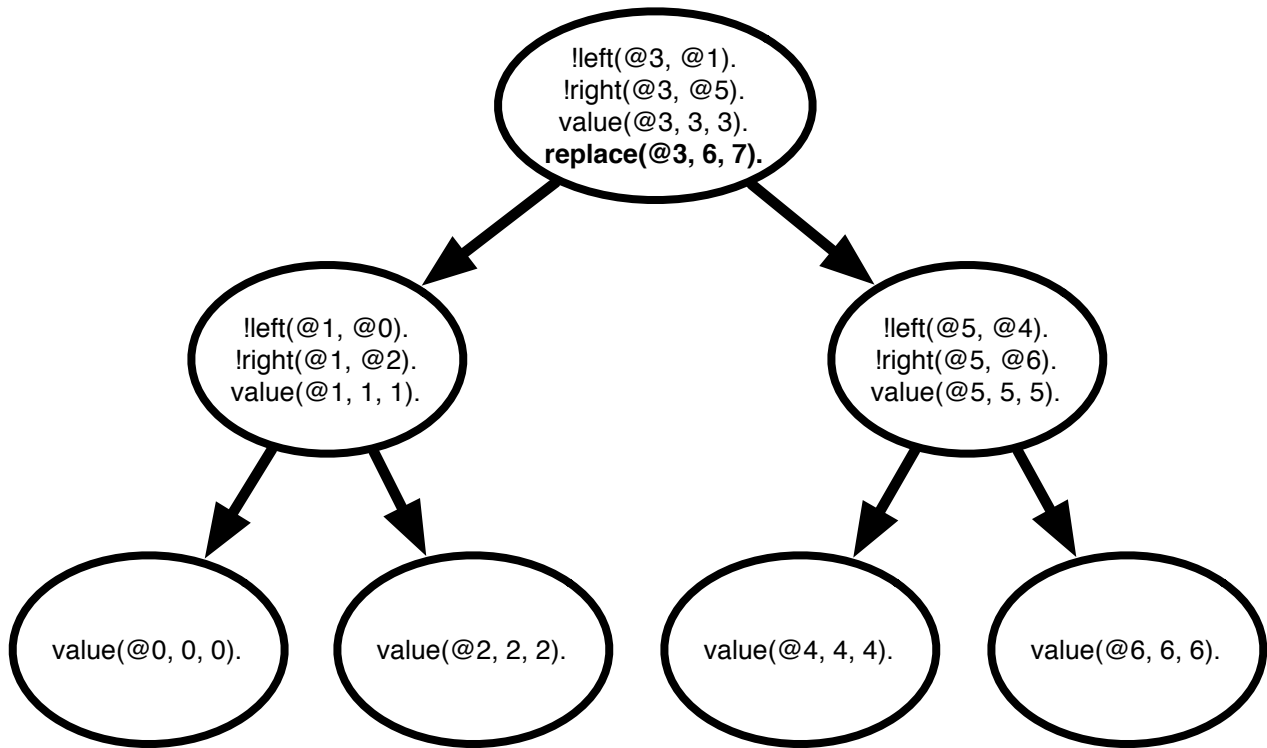 !left(@3, @1).
!right(@3, @5).
value(@3, 3, 3).
replace(@3, 6, 7).
!left(@1, @0).
!right(@1, @2).
value(@1, 1, 1).
!left(@5, @4).
!right(@5, @6).
value(@5, 5, 5).
value(@0, 0, 0).
value(@2, 2, 2).
value(@4, 4, 4).
value(@6, 6, 6).